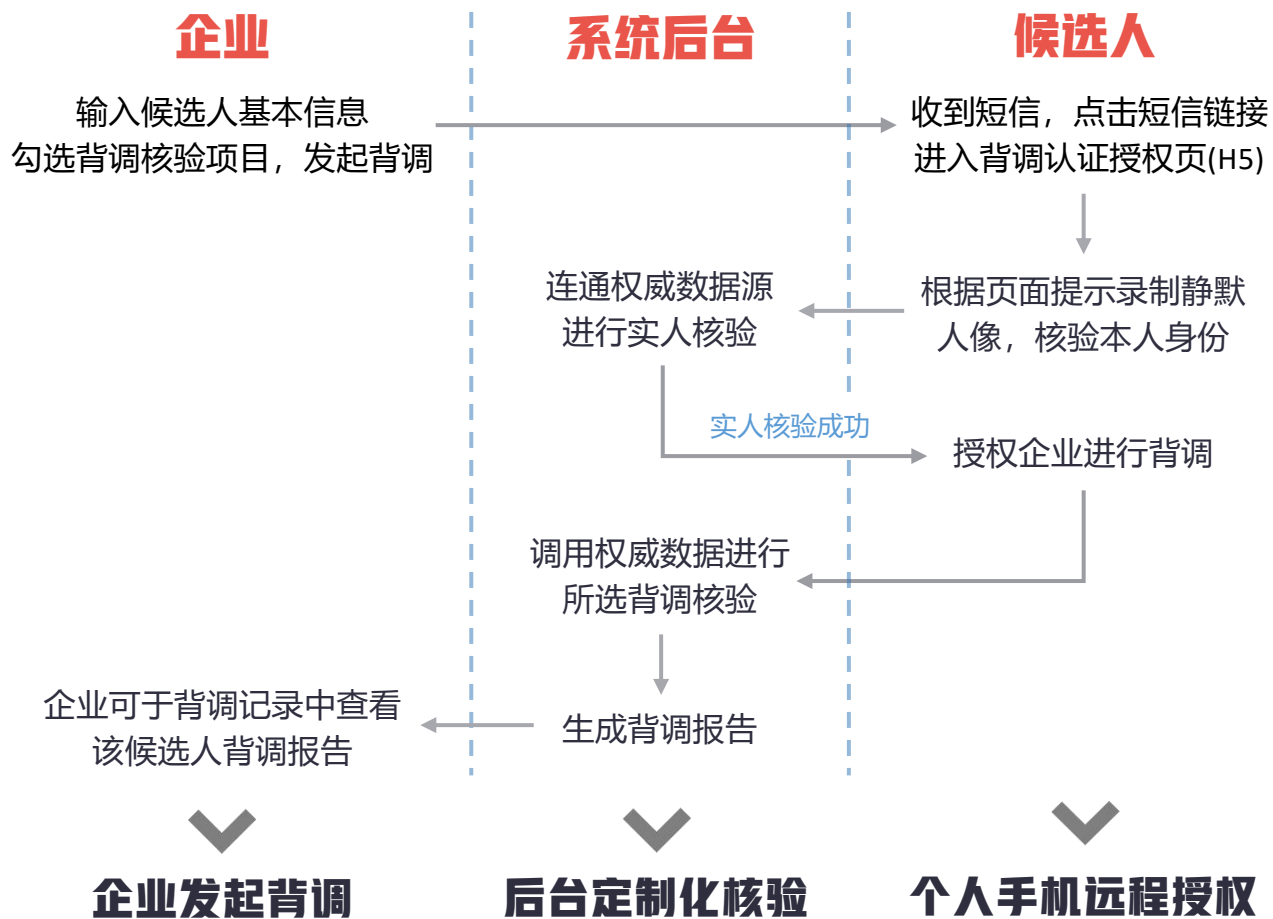 企业
系统后台
候选人
输入候选人基本信息
勾选背调核验项目，发起背调
收到短信，点击短信链接
进入背调认证授权页(H5)
连通权威数据源
进行实人核验
根据页面提示录制静默
人像，核验本人身份
实人核验成功
授权企业进行背调
调用权威数据进行
所选背调核验
企业可于背调记录中查看
该候选人背调报告
生成背调报告
企业发起背调
后台定制化核验
个人手机远程授权